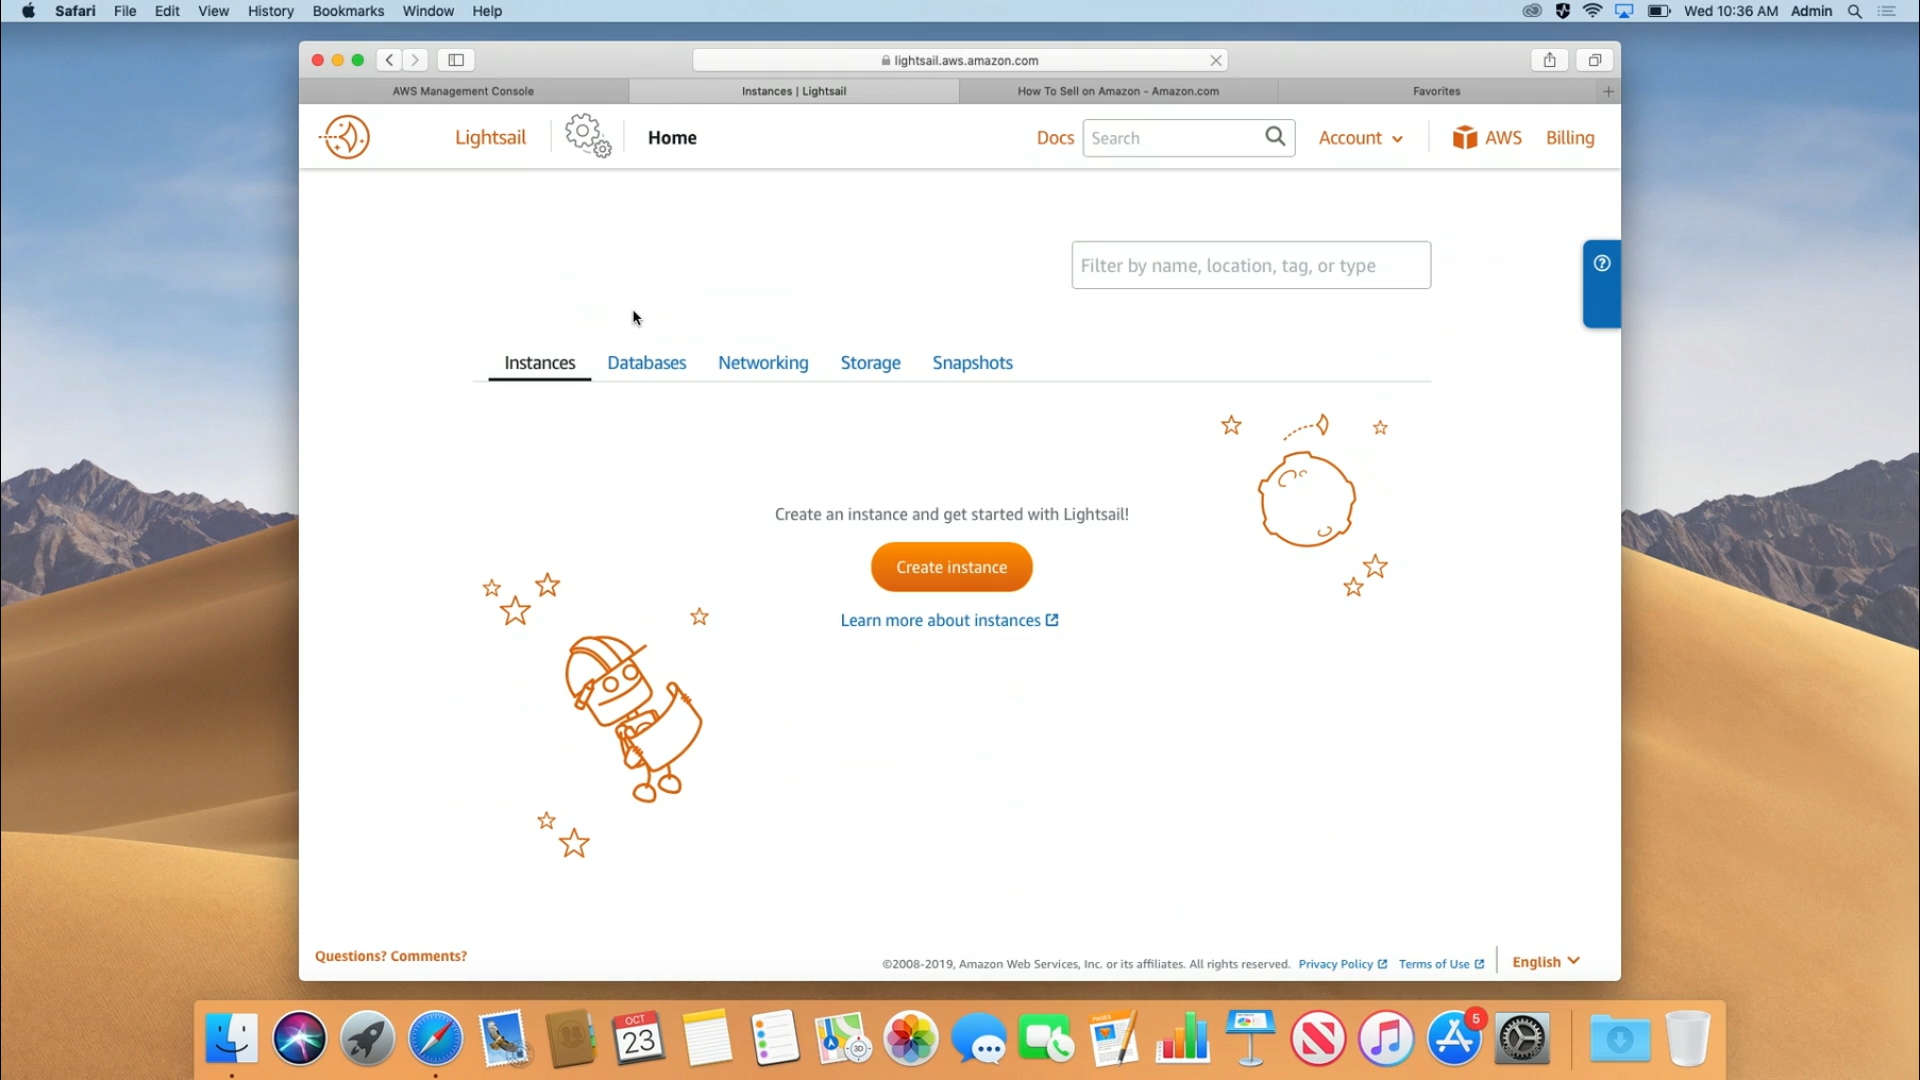 Safari File Edit View History Bookmarks Window Help Wed 10:36 AM Admin
lightsail.aws.amazon.com
AWS Management Console Instances | Lightsail How To Sell on Amazon - Amazon.com Favorites
Lightsail Home Docs Search Account AWS Billing
Filter by name, location, tag, or type
Instances Databases Networking Storage Snapshots
Create an instance and get started with Lightsail!
Create instance
Learn more about instances
Questions? Comments?
©2008-2019, Amazon Web Services, Inc. or its affiliates. All rights reserved. Privacy Policy Terms of Use English
OCT
23
3D
PAGES
5